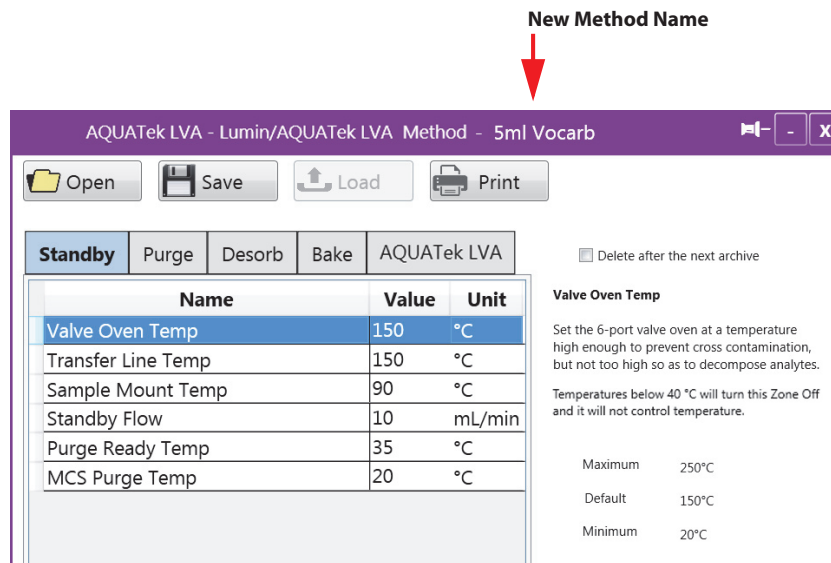 New Method Name
AQUATek LVA - Lumin/AQUATek LVA Method - 5ml Vocarb
- X
Open Save Load Print
Standby Purge Desorb Bake AQUATek LVA
Delete after the next archive
Name Value Unit
Valve Oven Temp 150 °C
Transfer Line Temp 150 °C
Sample Mount Temp 90 °C
Standby Flow 10 mL/min
Purge Ready Temp 35 °C
MCS Purge Temp 20 °C
Valve Oven Temp
Set the 6-port valve oven at a temperature
high enough to prevent cross contamination,
but not too high so as to decompose analytes.
Temperatures below 40 °C will turn this Zone Off
and it will not control temperature.
Maximum 250°C
Default 150°C
Minimum 20°C